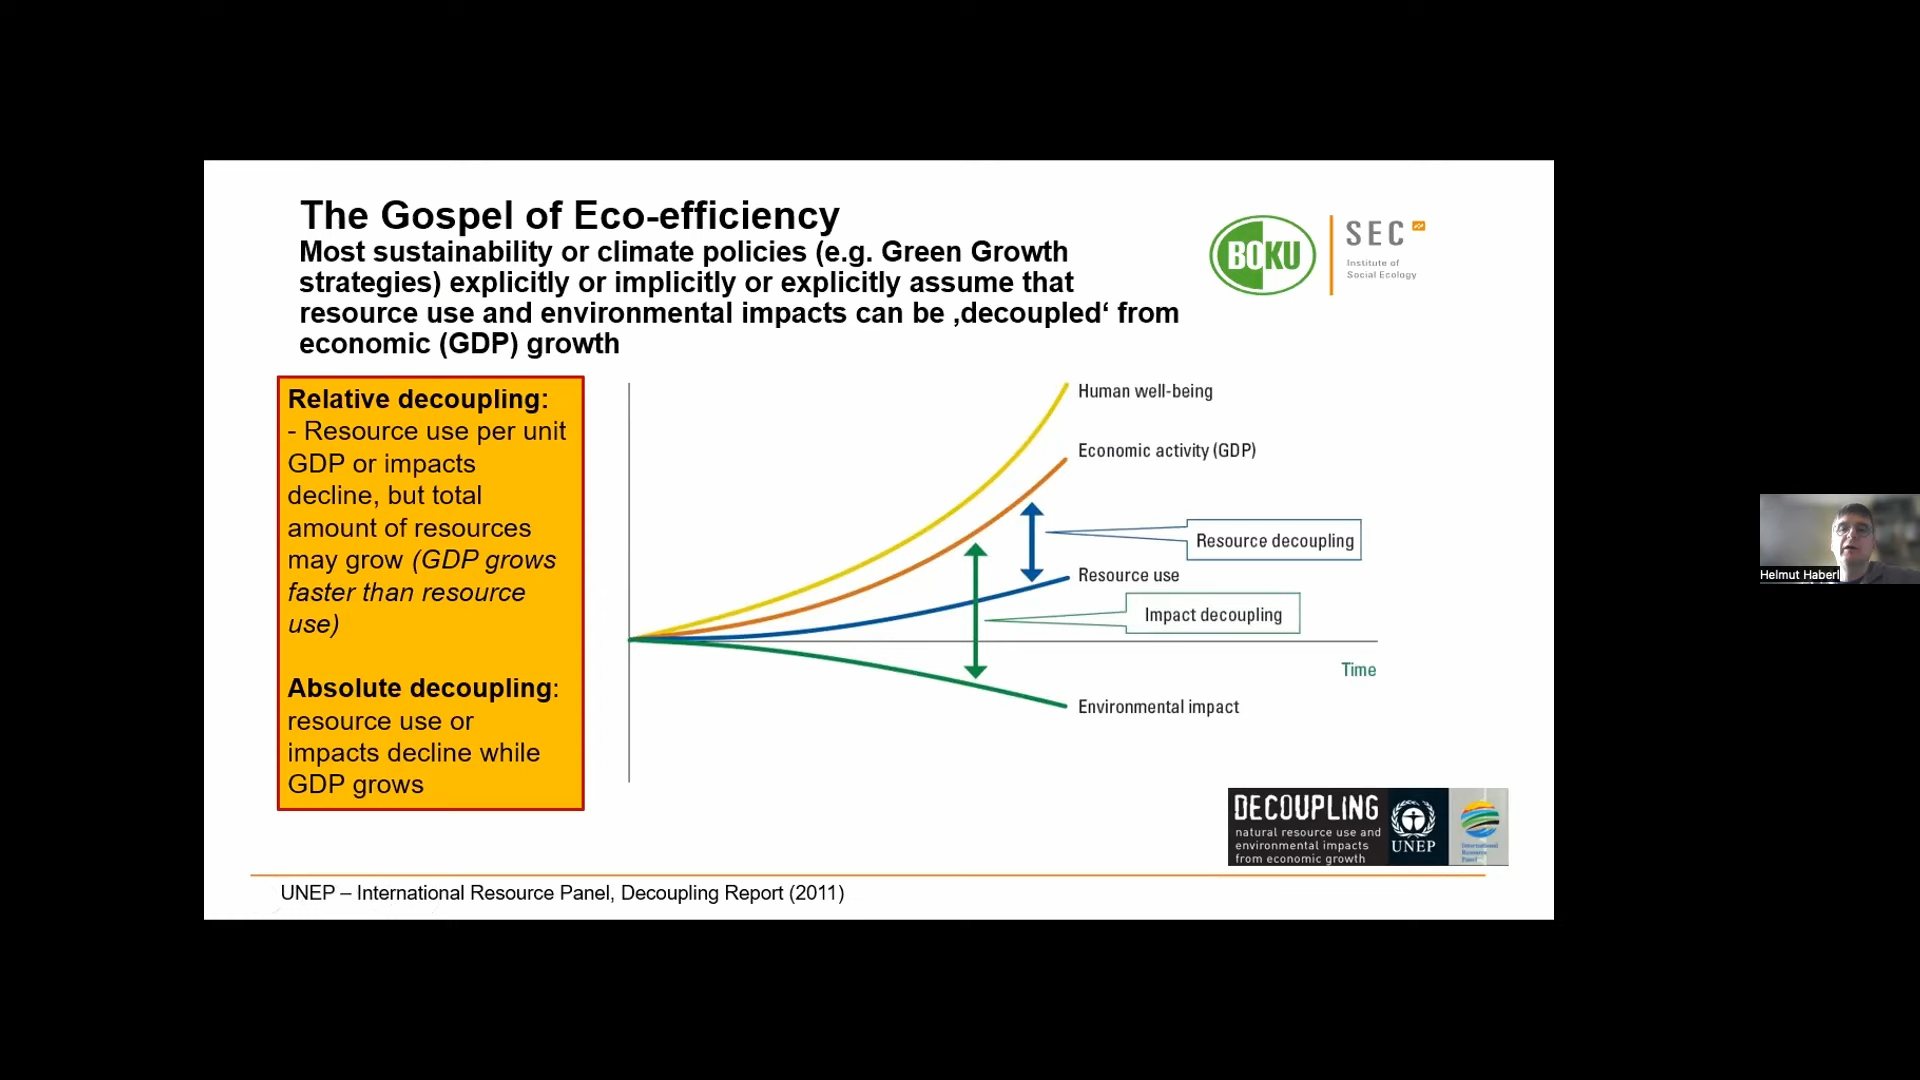 The Gospel of Eco-efficiency
Most sustainability or climate policies (e.g. Green Growth
strategies) explicitly or implicitly or explicitly assume that
resource use and environmental impacts can be ‚decoupled‘ from
economic (GDP) growth
BOKU
SEC
Institute of
Social Ecology
Relative decoupling:
- Resource use per unit
GDP or impacts
decline, but total
amount of resources
may grow (GDP grows
faster than resource
use)
Absolute decoupling:
resource use or
impacts decline while
GDP grows
Human well-being
Economic activity (GDP)
Resource decoupling
Resource use
Impact decoupling
Time
Environmental impact
Helmut Haberl
DECOUPLING
natural resource use and
environmental impacts
from economic growth
UNEP
International
Resource
Panel
UNEP – International Resource Panel, Decoupling Report (2011)